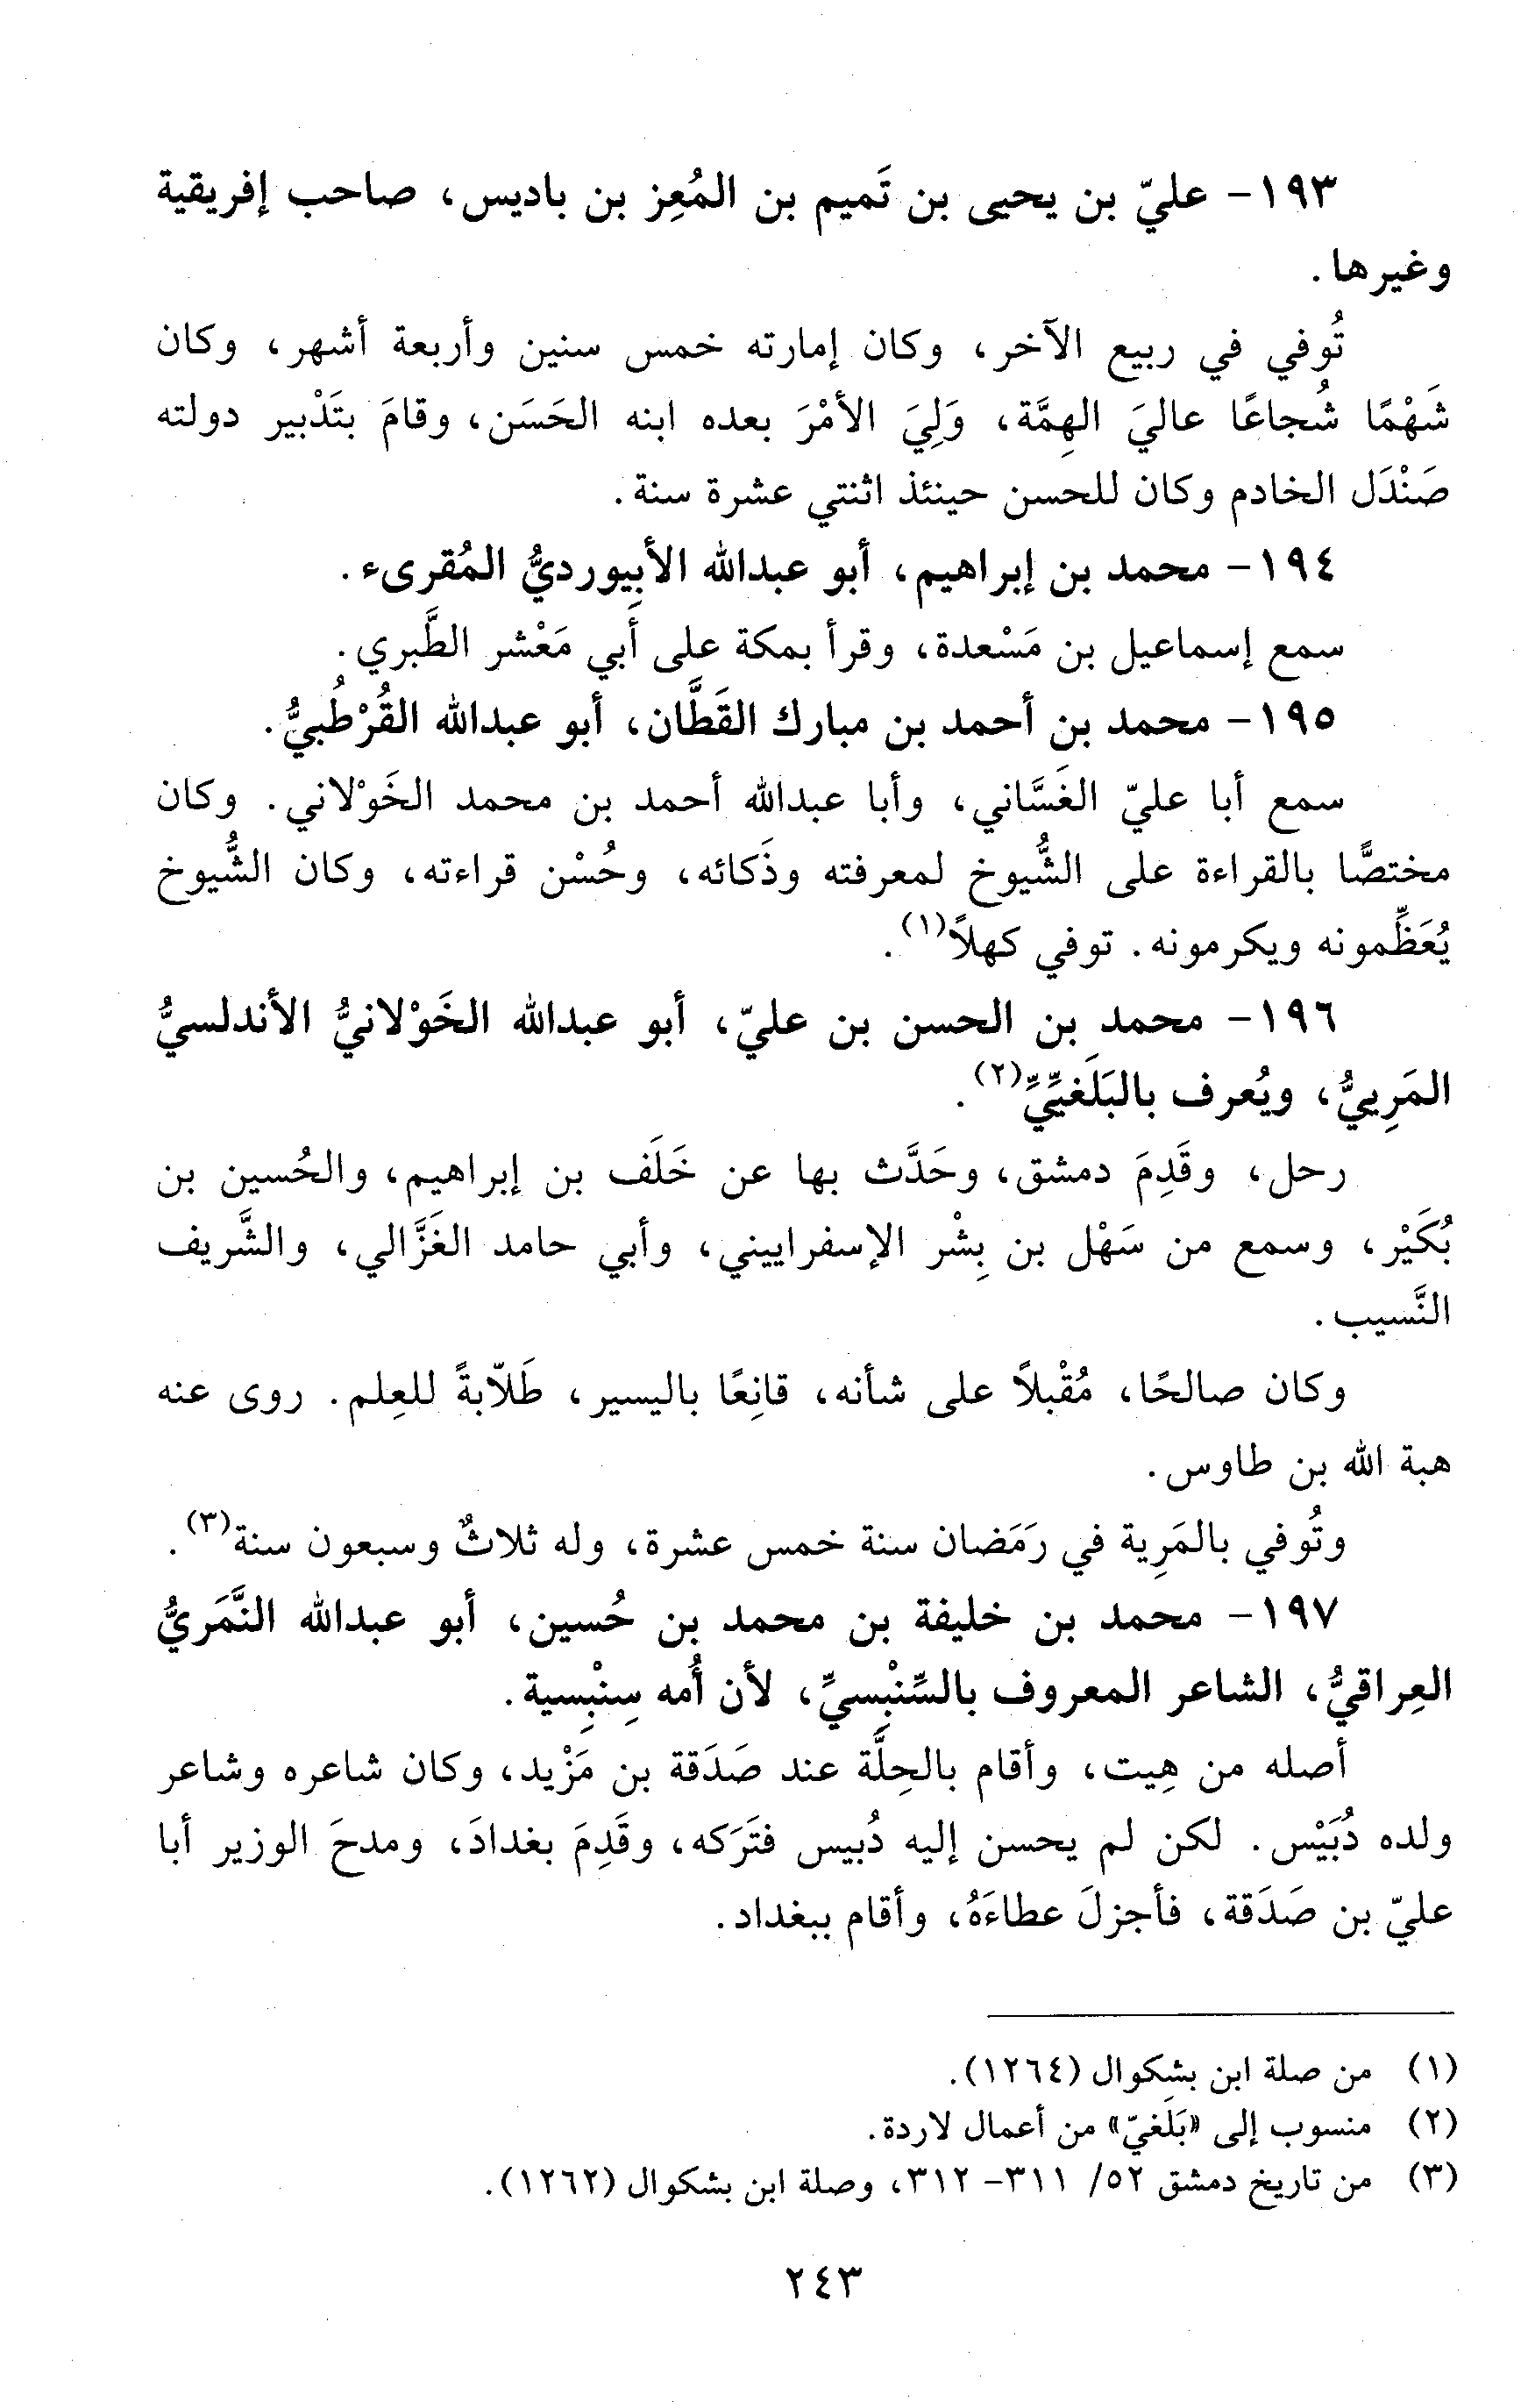 ١٩٣- عليّ بن يحيى بن تَميم بن المُعِز بن باديس، صاحب إفريقية
وغيرها.
تُوفي في ربيع الآخر، وكان إمارته خمس سنين وأربعة أشهر، وكان
شَهْمًا شُجاعًا عاليَ الهِمَّة، وَلِيَ الأمْرَ بعده ابنه الحَسَن، وقامَ بتَدْبير دولته
صَنْدَل الخادم وكان للحسن حينئذ اثنتي عشرة سنة.
١٩٤- محمد بن إبراهيم، أبو عبدالله الأبِيورديُّ المُقرىء.
سمع إسماعيل بن مَسْعدة، وقرأ بمكة على أبي مَعْشر الطَّبري.
١٩٥- محمد بن أحمد بن مبارك القَطَّان، أبو عبدالله القُرْطُبيُّ.
سمع أبا عليّ الغَسَّاني، وأبا عبدالله أحمد بن محمد الخَوْلاني. وكان
مختصًّا بالقراءة على الشُّيوخ لمعرفته وذَكائه، وحُسْن قراءته، وكان الشُّيوخ
يُعَظِّمونه ويكرمونه. توفي كهلاً(١).
١٩٦- محمد بن الحسن بن عليّ، أبو عبدالله الخَوْلانيُّ الأندلسيُّ
المَرِييُّ، ويُعرف بالبَلَغيِّيِّ(٢).
رحل، وقَدِمَ دمشق، وحَدَّث بها عن خَلَف بن إبراهيم، والحُسين بن
بُكَيْر، وسمع من سَهْل بن بِشْر الإسفراييني، وأبي حامد الغَزَّالي، والشَّريف
النَّسيب.
وكان صالحًا، مُقْبلاً على شأنه، قانِعًا باليسير، طَلّابةً للعِلم. روى عنه
هبة الله بن طاوس.
وتُوفي بالمَرِية في رَمَضان سنة خمس عشرة، وله ثلاثٌ وسبعون سنة(٣).
١٩٧- محمد بن خليفة بن محمد بن حُسين، أبو عبدالله النَّمَريُّ
العِراقيُّ، الشاعر المعروف بالسِّنْبِسيِّ، لأن أُمه سِنْبِسية.
أصله من هِيت، وأقام بالحِلَّة عند صَدَقة بن مَزْيد، وكان شاعره وشاعر
ولده دُبَيْس. لكن لم يحسن إليه دُبيس فتَرَكه، وقَدِمَ بغدادَ، ومدحَ الوزير أبا
عليّ بن صَدَقة، فأجزلَ عطاءَهُ، وأقام ببغداد.
(١) من صلة ابن بشكوال (١٢٦٤).
(٢) منسوب إلى «بَلَغيّ» من أعمال لاردة.
(٣) من تاريخ دمشق ٥٢/ ٣١١- ٣١٢، وصلة ابن بشكوال (١٢٦٢).
٢٤٣